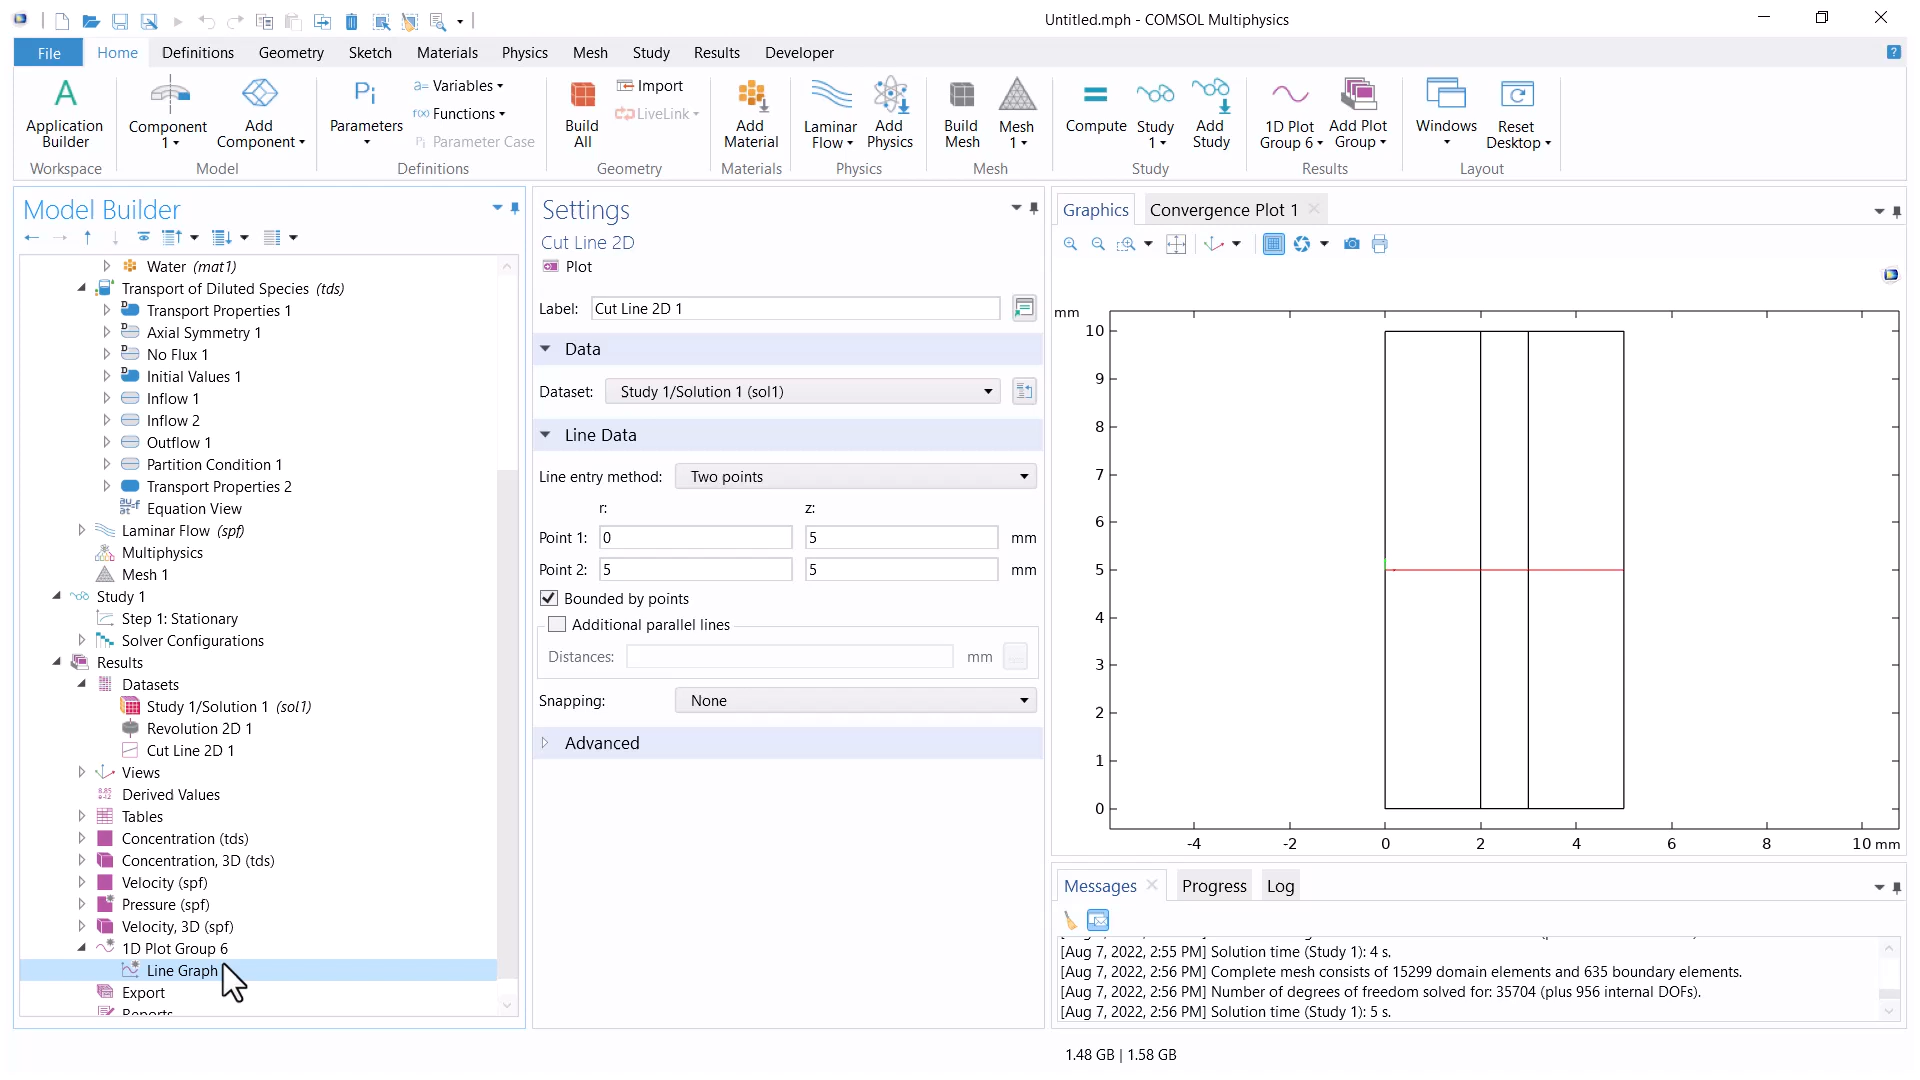 Untitled.mph - COMSOL Multiphysics
File Home Definitions Geometry Sketch Materials Physics Mesh Study Results Developer
Application Builder
Workspace
Component 1
Add Component
Model
Parameters
Pi
a= Variables
f(x) Functions
Pi Parameter Case
Definitions
Build All
Import
LiveLink
Geometry
Add Material
Materials
Laminar Flow
Add Physics
Physics
Build Mesh
Mesh 1
Mesh
Compute
Study 1
Add Study
Study
1D Plot Group 6
Add Plot Group
Results
Windows
Reset Desktop
Layout
Model Builder
Water (mat1)
Transport of Diluted Species (tds)
Transport Properties 1
Axial Symmetry 1
No Flux 1
Initial Values 1
Inflow 1
Inflow 2
Outflow 1
Partition Condition 1
Transport Properties 2
Equation View
Laminar Flow (spf)
Multiphysics
Mesh 1
Study 1
Step 1: Stationary
Solver Configurations
Results
Datasets
Study 1/Solution 1 (sol1)
Revolution 2D 1
Cut Line 2D 1
Views
Derived Values
Tables
Concentration (tds)
Concentration, 3D (tds)
Velocity (spf)
Pressure (spf)
Velocity, 3D (spf)
1D Plot Group 6
Line Graph
Export
Reports
Settings
Cut Line 2D
Plot
Label: Cut Line 2D 1
Data
Dataset: Study 1/Solution 1 (sol1)
Line Data
Line entry method: Two points
r: z:
Point 1: 0 5 mm
Point 2: 5 5 mm
Bounded by points
Additional parallel lines
Distances: mm
Snapping: None
Advanced
Graphics Convergence Plot 1
mm
10
9
8
7
6
5
4
3
2
1
0
-4 -2 0 2 4 6 8 10 mm
Messages Progress Log
[Aug 7, 2022, 2:55 PM] Solution time (Study 1): 4 s.
[Aug 7, 2022, 2:56 PM] Complete mesh consists of 15299 domain elements and 635 boundary elements.
[Aug 7, 2022, 2:56 PM] Number of degrees of freedom solved for: 35704 (plus 956 internal DOFs).
[Aug 7, 2022, 2:56 PM] Solution time (Study 1): 5 s.
1.48 GB | 1.58 GB